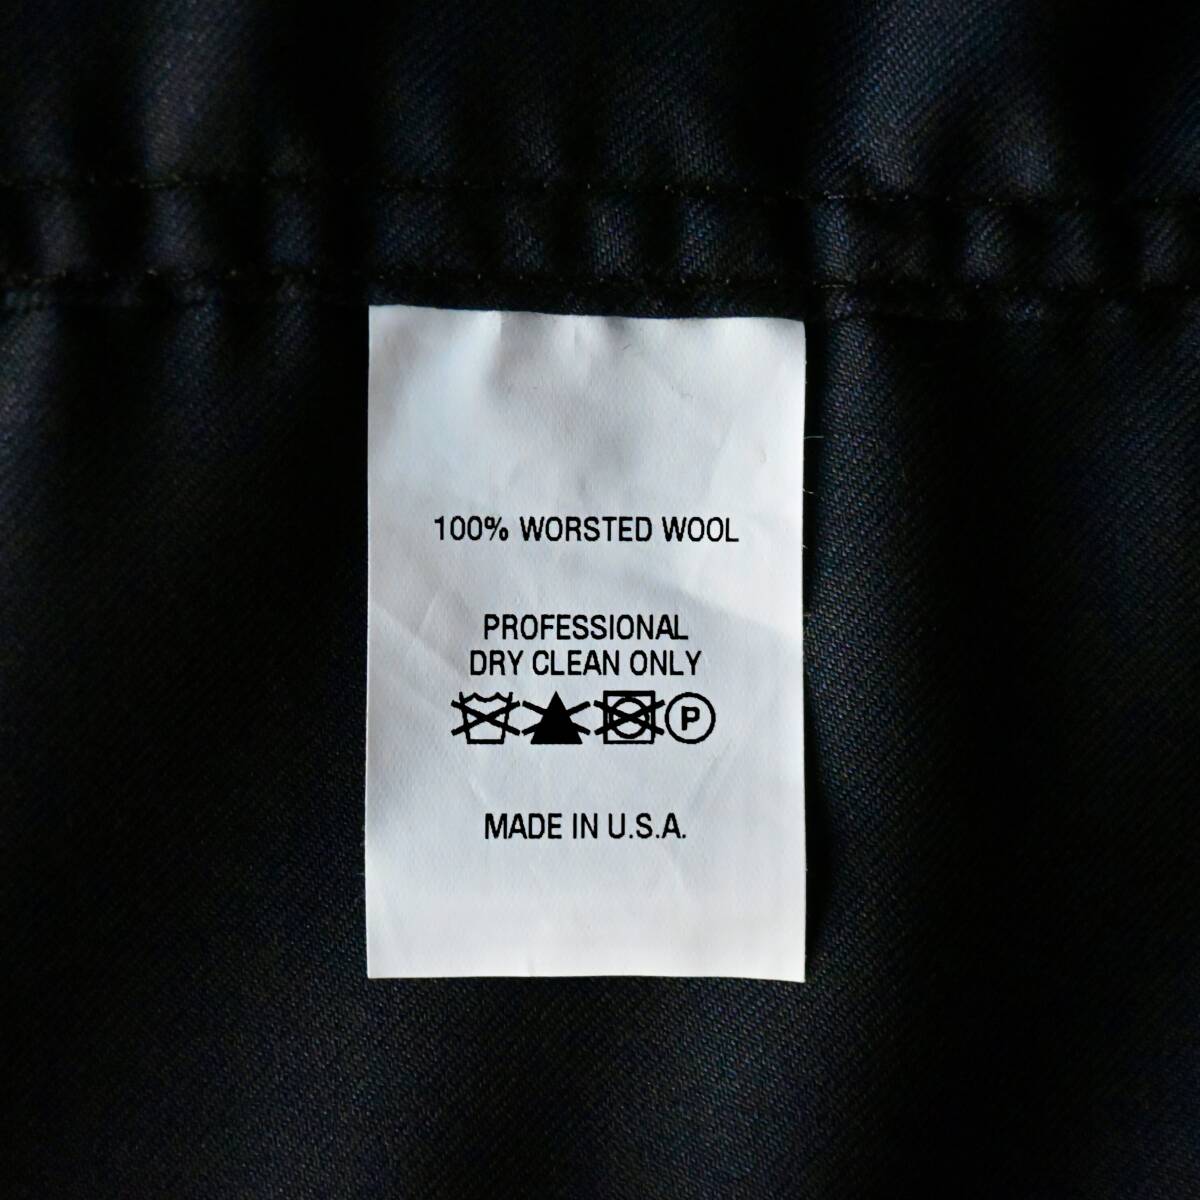 100% WORSTED WOOL
PROFESSIONAL
DRY CLEAN ONLY
P
MADE IN U.S.A.